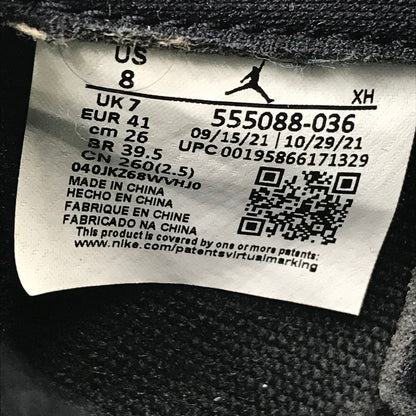 US
8
XH
UK 7
EUR 41
cm 26
BR 39.5
CN 260(2.5)
555088-036
09/15/21 | 10/29/21
UPC 00195866171329
040JKZ68WVHJ0
MADE IN CHINA
HECHO EN CHINA
FABRIQUE EN CHINE
FABRICADO NA CHINA
This product is covered by one or more patents:
www.nike.com/patentsvirtualmarking